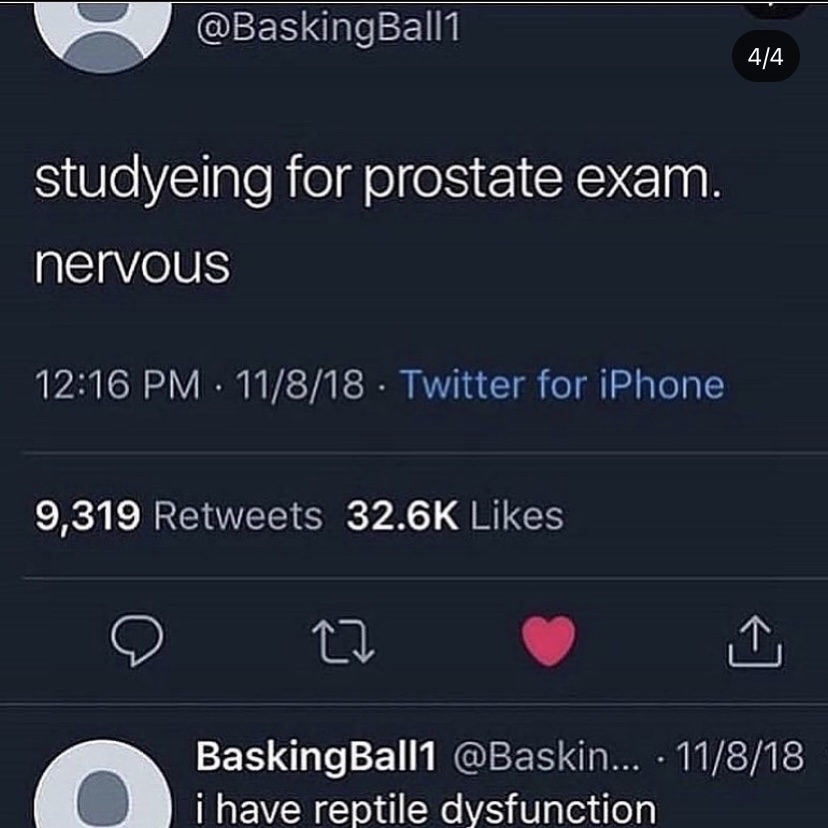 @BaskingBall1
4/4
studyeing for prostate exam.
nervous
12:16 PM · 11/8/18 · Twitter for iPhone
9,319 Retweets 32.6K Likes
BaskingBall1 @Baskin... · 11/8/18
i have reptile dysfunction